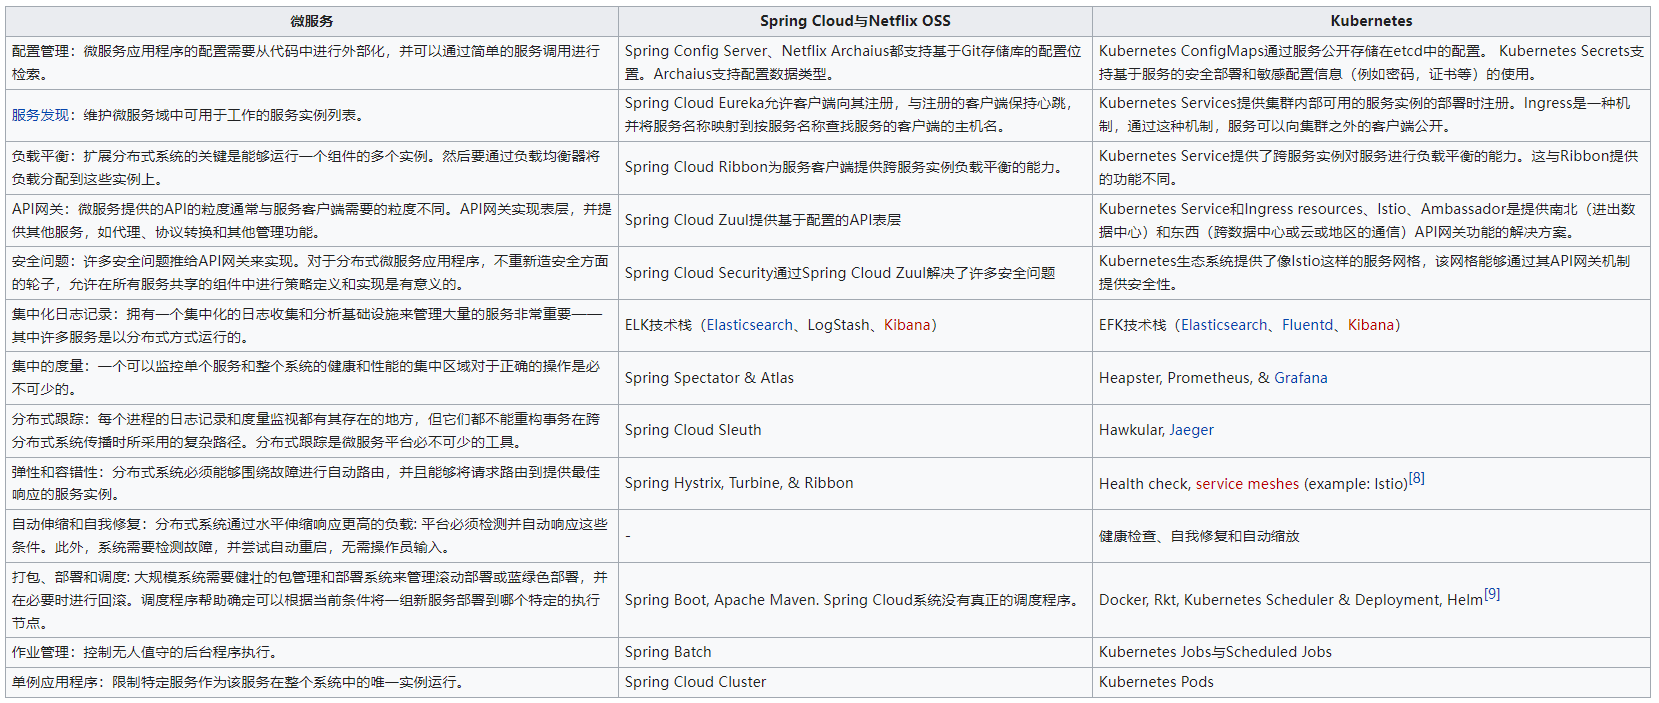 微服务
Spring Cloud与Netflix OSS
Kubernetes
配置管理：微服务应用程序的配置需要从代码中进行外部化，并可以通过简单的服务调用进行
检索。
Spring Config Server、Netflix Archaius都支持基于Git存储库的配置位
置。Archaius支持配置数据类型。
Kubernetes ConfigMaps通过服务公开存储在etcd中的配置。 Kubernetes Secrets支
持基于服务的安全部署和敏感配置信息（例如密码，证书等）的使用。
服务发现：维护微服务域中可用于工作的服务实例列表。
Spring Cloud Eureka允许客户端向其注册，与注册的客户端保持心跳，
并将服务名称映射到按服务名称查找服务的客户端的主机名。
Kubernetes Services提供集群内部可用的服务实例的部署时注册。Ingress是一种机
制，通过这种机制，服务可以向集群之外的客户端公开。
负载平衡：扩展分布式系统的关键是能够运行一个组件的多个实例。然后要通过负载均衡器将
负载分配到这些实例上。
Spring Cloud Ribbon为服务客户端提供跨服务实例负载平衡的能力。
Kubernetes Service提供了跨服务实例对服务进行负载平衡的能力。这与Ribbon提供
的功能不同。
API网关：微服务提供的API的粒度通常与服务客户端需要的粒度不同。API网关实现表层，并提
供其他服务，如代理、协议转换和其他管理功能。
Spring Cloud Zuul提供基于配置的API表层
Kubernetes Service和Ingress resources、Istio、Ambassador是提供南北（进出数
据中心）和东西（跨数据中心或云或地区的通信）API网关功能的解决方案。
安全问题：许多安全问题推给API网关来实现。对于分布式微服务应用程序，不重新造安全方面
的轮子，允许在所有服务共享的组件中进行策略定义和实现是有意义的。
Spring Cloud Security通过Spring Cloud Zuul解决了许多安全问题
Kubernetes生态系统提供了像Istio这样的服务网格，该网格能够通过其API网关机制
提供安全性。
集中化日志记录：拥有一个集中化的日志收集和分析基础设施来管理大量的服务非常重要——
其中许多服务是以分布式方式运行的。
ELK技术栈（Elasticsearch、LogStash、Kibana）
EFK技术栈（Elasticsearch、Fluentd、Kibana）
集中的度量：一个可以监控单个服务和整个系统的健康和性能的集中区域对于正确的操作是必
不可少的。
Spring Spectator & Atlas
Heapster, Prometheus, & Grafana
分布式跟踪：每个进程的日志记录和度量监视都有其存在的地方，但它们都不能重构事务在跨
分布式系统传播时所采用的复杂路径。分布式跟踪是微服务平台必不可少的工具。
Spring Cloud Sleuth
Hawkular, Jaeger
弹性和容错性：分布式系统必须能够围绕故障进行自动路由，并且能够将请求路由到提供最佳
响应的服务实例。
Spring Hystrix, Turbine, & Ribbon
Health check, service meshes (example: Istio)[8]
自动伸缩和自我修复：分布式系统通过水平伸缩响应更高的负载: 平台必须检测并自动响应这些
条件。此外，系统需要检测故障，并尝试自动重启，无需操作员输入。
-
健康检查、自我修复和自动缩放
打包、部署和调度: 大规模系统需要健壮的包管理和部署系统来管理滚动部署或蓝绿色部署，并
在必要时进行回滚。调度程序帮助确定可以根据当前条件将一组新服务部署到哪个特定的执行
节点。
Spring Boot, Apache Maven. Spring Cloud系统没有真正的调度程序。
Docker, Rkt, Kubernetes Scheduler & Deployment, Helm[9]
作业管理：控制无人值守的后台程序执行。
Spring Batch
Kubernetes Jobs与Scheduled Jobs
单例应用程序：限制特定服务作为该服务在整个系统中的唯一实例运行。
Spring Cloud Cluster
Kubernetes Pods